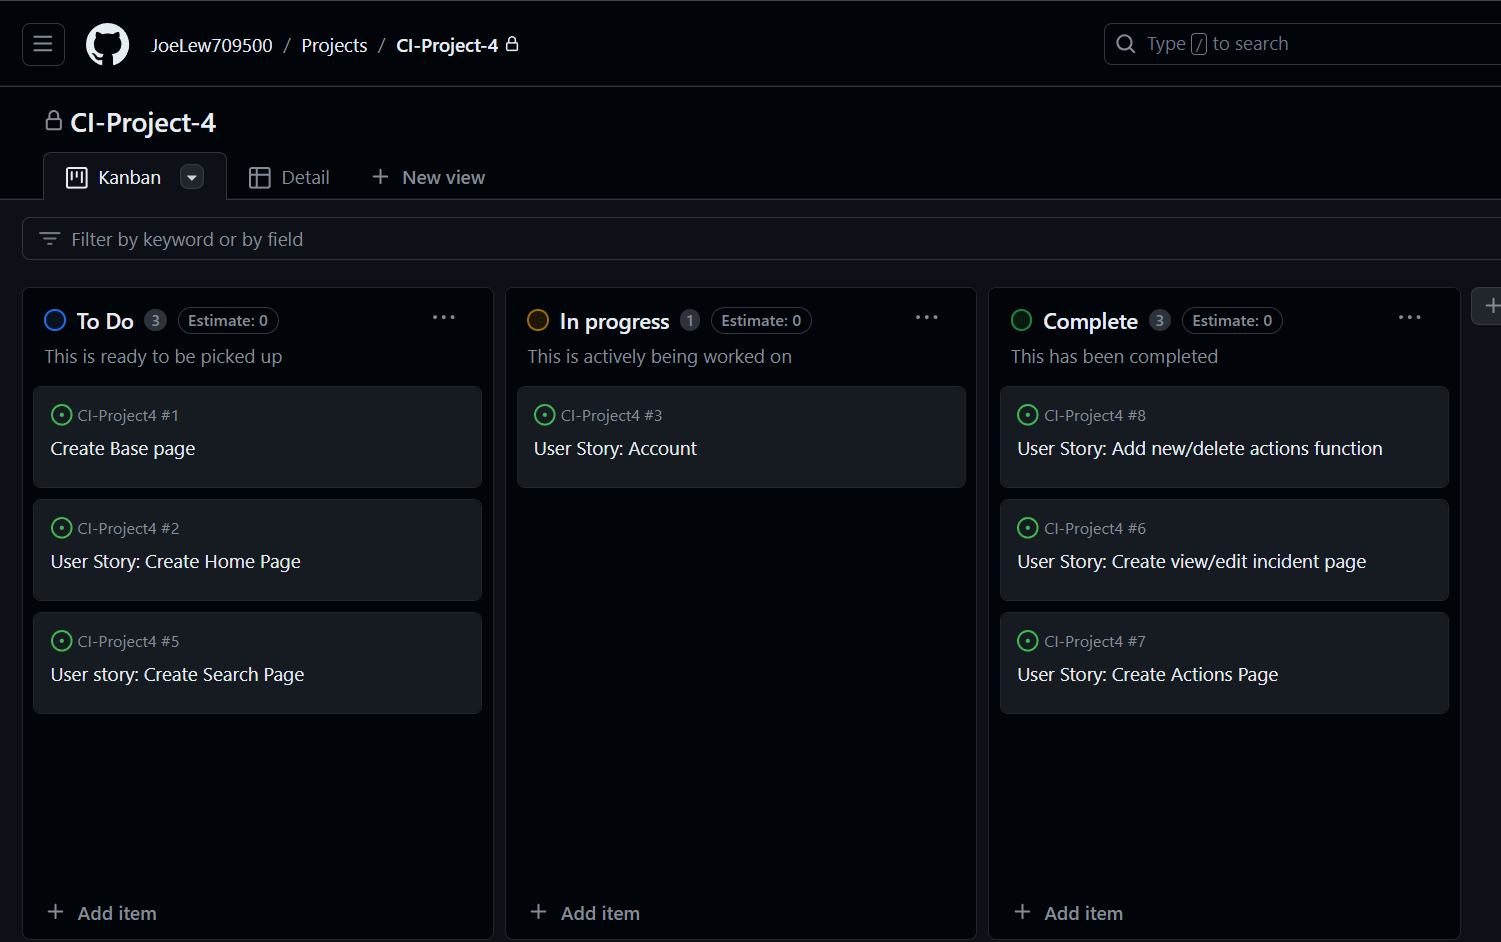 JoeLew709500 / Projects / CI-Project-4
Type / to search
CI-Project-4
Kanban
Detail
New view
Filter by keyword or by field
To Do 3 Estimate: 0
This is ready to be picked up
CI-Project4 #1
Create Base page
CI-Project4 #2
User Story: Create Home Page
CI-Project4 #5
User story: Create Search Page
Add item
In progress 1 Estimate: 0
This is actively being worked on
CI-Project4 #3
User Story: Account
Add item
Complete 3 Estimate: 0
This has been completed
CI-Project4 #8
User Story: Add new/delete actions function
CI-Project4 #6
User Story: Create view/edit incident page
CI-Project4 #7
User Story: Create Actions Page
Add item